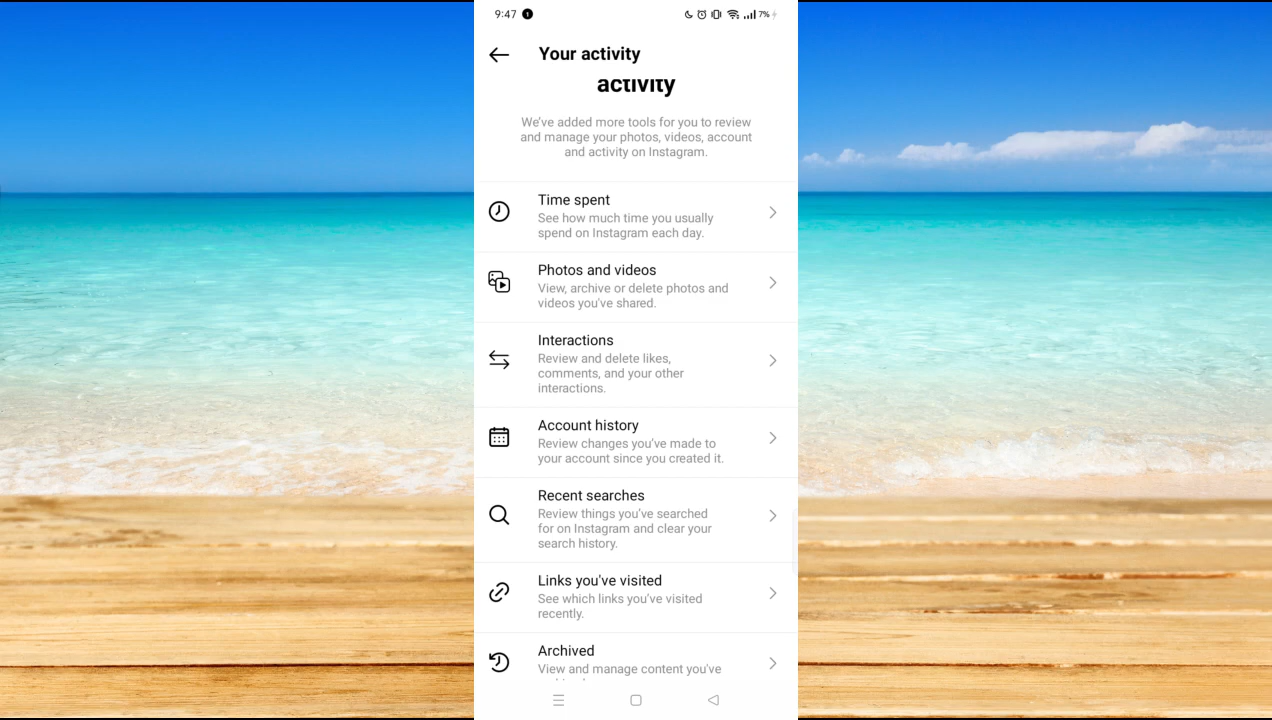 9:47
7%
Your activity
activity
We've added more tools for you to review
and manage your photos, videos, account
and activity on Instagram.
Time spent
See how much time you usually
spend on Instagram each day.
Photos and videos
View, archive or delete photos and
videos you've shared.
Interactions
Review and delete likes,
comments, and your other
interactions.
Account history
Review changes you've made to
your account since you created it.
Recent searches
Review things you've searched
for on Instagram and clear your
search history.
Links you've visited
See which links you've visited
recently.
Archived
View and manage content you've